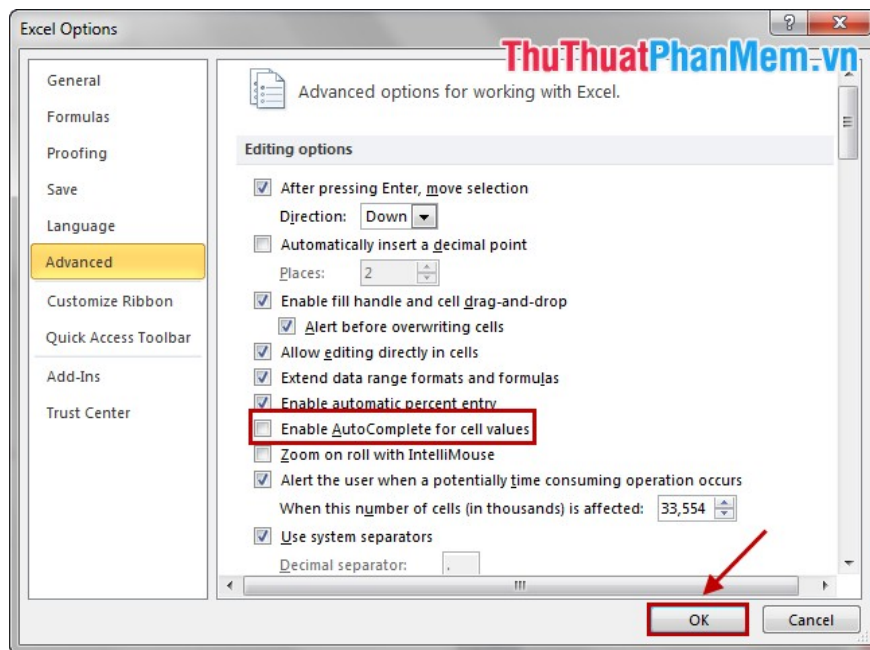 Excel Options
ThuThuatPhanMem.vn
General
Formulas
Proofing
Save
Language
Advanced
Customize Ribbon
Quick Access Toolbar
Add-Ins
Trust Center
Advanced options for working with Excel.
Editing options
After pressing Enter, move selection
Direction: Down
Automatically insert a decimal point
Places: 2
Enable fill handle and cell drag-and-drop
Alert before overwriting cells
Allow editing directly in cells
Extend data range formats and formulas
Enable automatic percent entry
Enable AutoComplete for cell values
Zoom on roll with IntelliMouse
Alert the user when a potentially time consuming operation occurs
When this number of cells (in thousands) is affected: 33,554
Use system separators
Decimal separator: .
OK Cancel